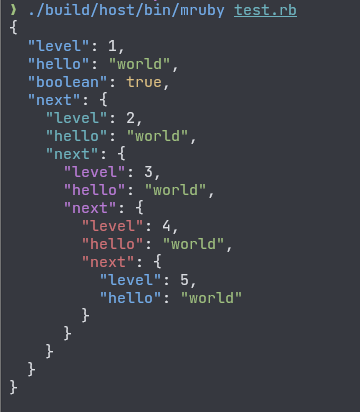 ❱ ./build/host/bin/mruby test.rb
{
  "level": 1,
  "hello": "world",
  "boolean": true,
  "next": {
    "level": 2,
    "hello": "world",
    "next": {
      "level": 3,
      "hello": "world",
      "next": {
        "level": 4,
        "hello": "world",
        "next": {
          "level": 5,
          "hello": "world"
        }
      }
    }
  }
}